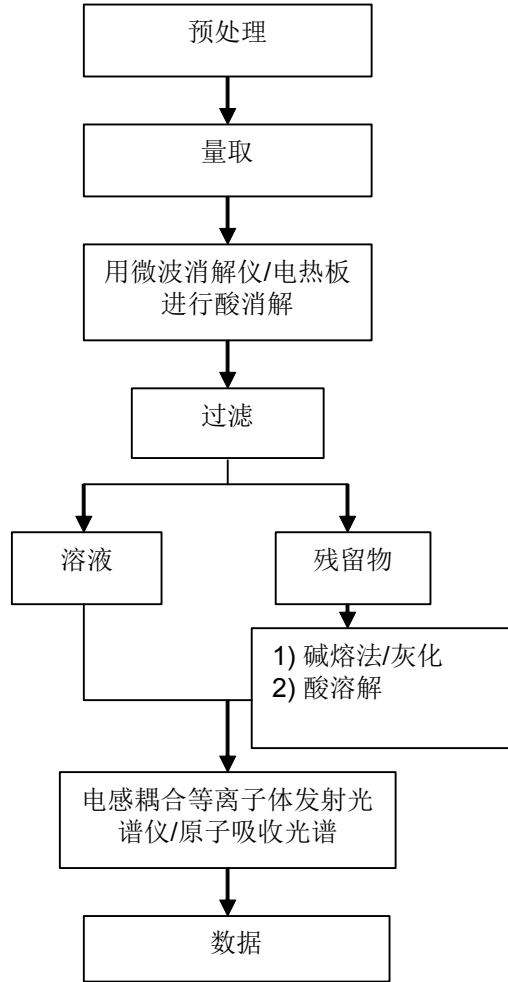 预处理
量取
用微波消解仪/电热板
进行酸消解
过滤
溶液
残留物
1) 碱熔法/灰化
2) 酸溶解
电感耦合等离子体发射光
谱仪/原子吸收光谱
数据